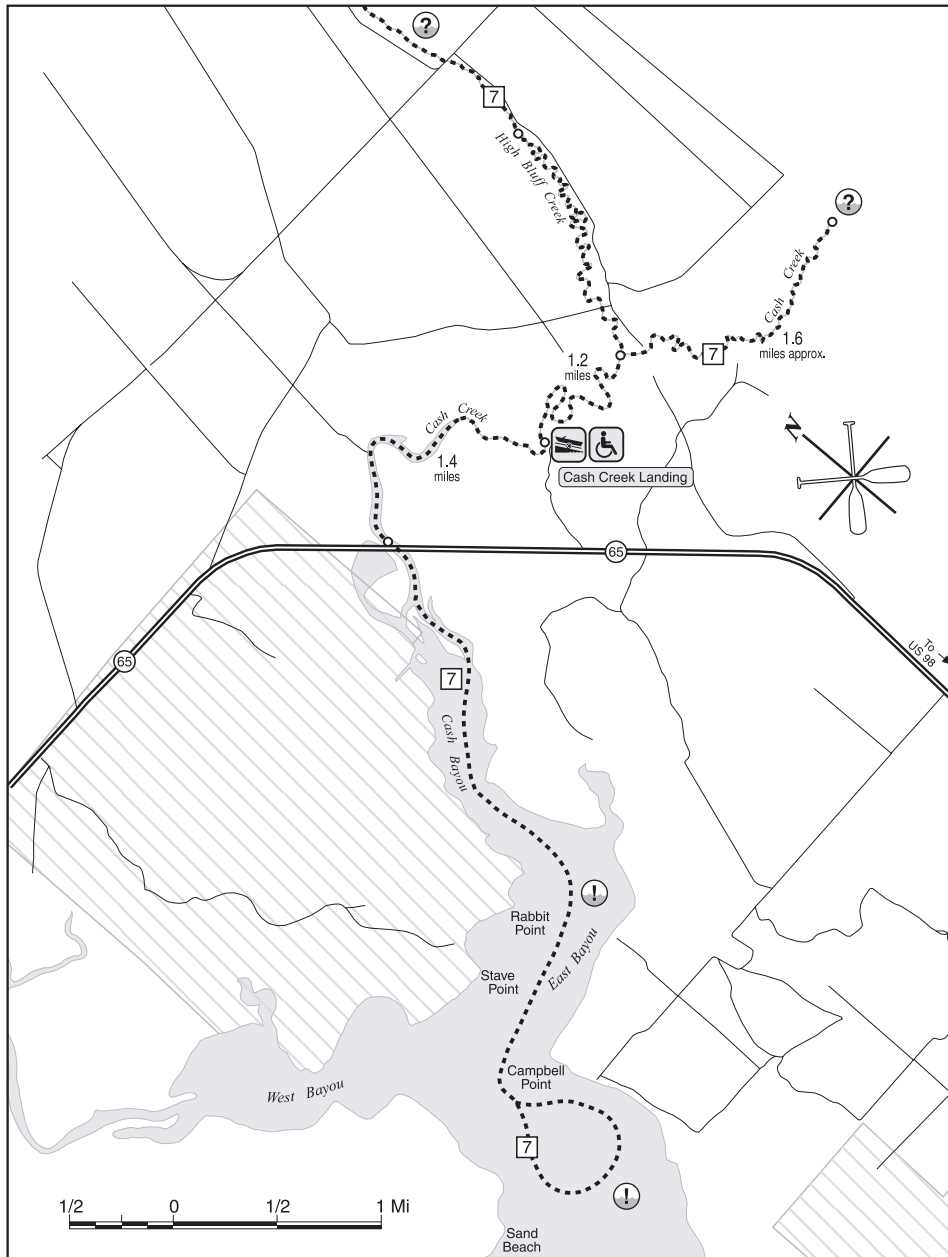 ?
7
High Bluff Creek
?
Cash Creek
1.6
miles approx.
7
1.2
miles
Cash Creek
1.4
miles
Cash Creek Landing
N
65
65
To
US 98
7
Cash Bayou
!
Rabbit
Point
East Bayou
Stave
Point
Campbell
Point
West Bayou
7
!
1/2 0 1/2 1 Mi
Sand
Beach